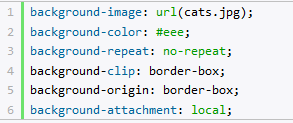 1 background-image: url(cats.jpg);
2 background-color: #eee;
3 background-repeat: no-repeat;
4 background-clip: border-box;
5 background-origin: border-box;
6 background-attachment: local;